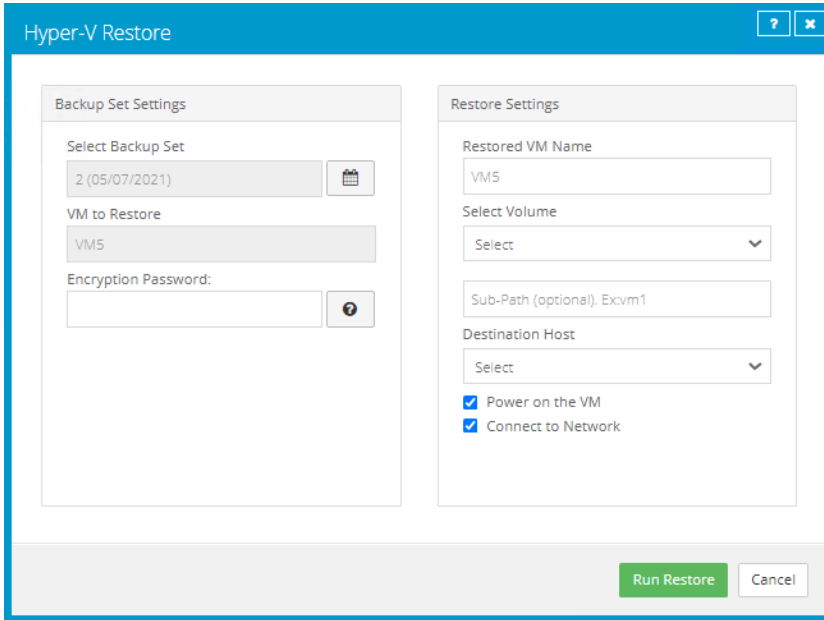 Hyper-V Restore
? ×
Backup Set Settings
Select Backup Set
2 (05/07/2021)
VM to Restore
VM5
Encryption Password:
?
Restore Settings
Restored VM Name
VM5
Select Volume
Select
Sub-Path (optional). Ex:vm1
Destination Host
Select
Power on the VM
Connect to Network
Run Restore
Cancel